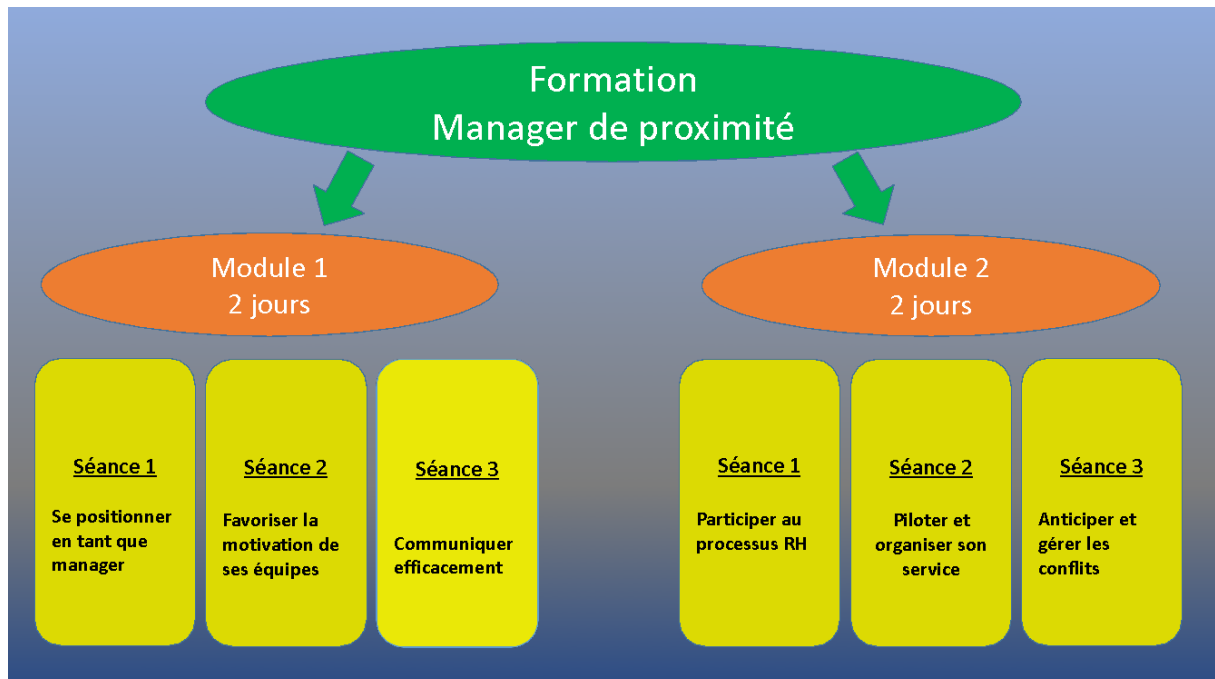 Formation
Manager de proximité
Module 1
2 jours
Module 2
2 jours
Séance 1
Se positionner
en tant que
manager
Séance 2
Favoriser la
motivation de
ses équipes
Séance 3
Communiquer
efficacement
Séance 1
Participer au
processus RH
Séance 2
Piloter et
organiser son
service
Séance 3
Anticiper et
gérer les
conflits